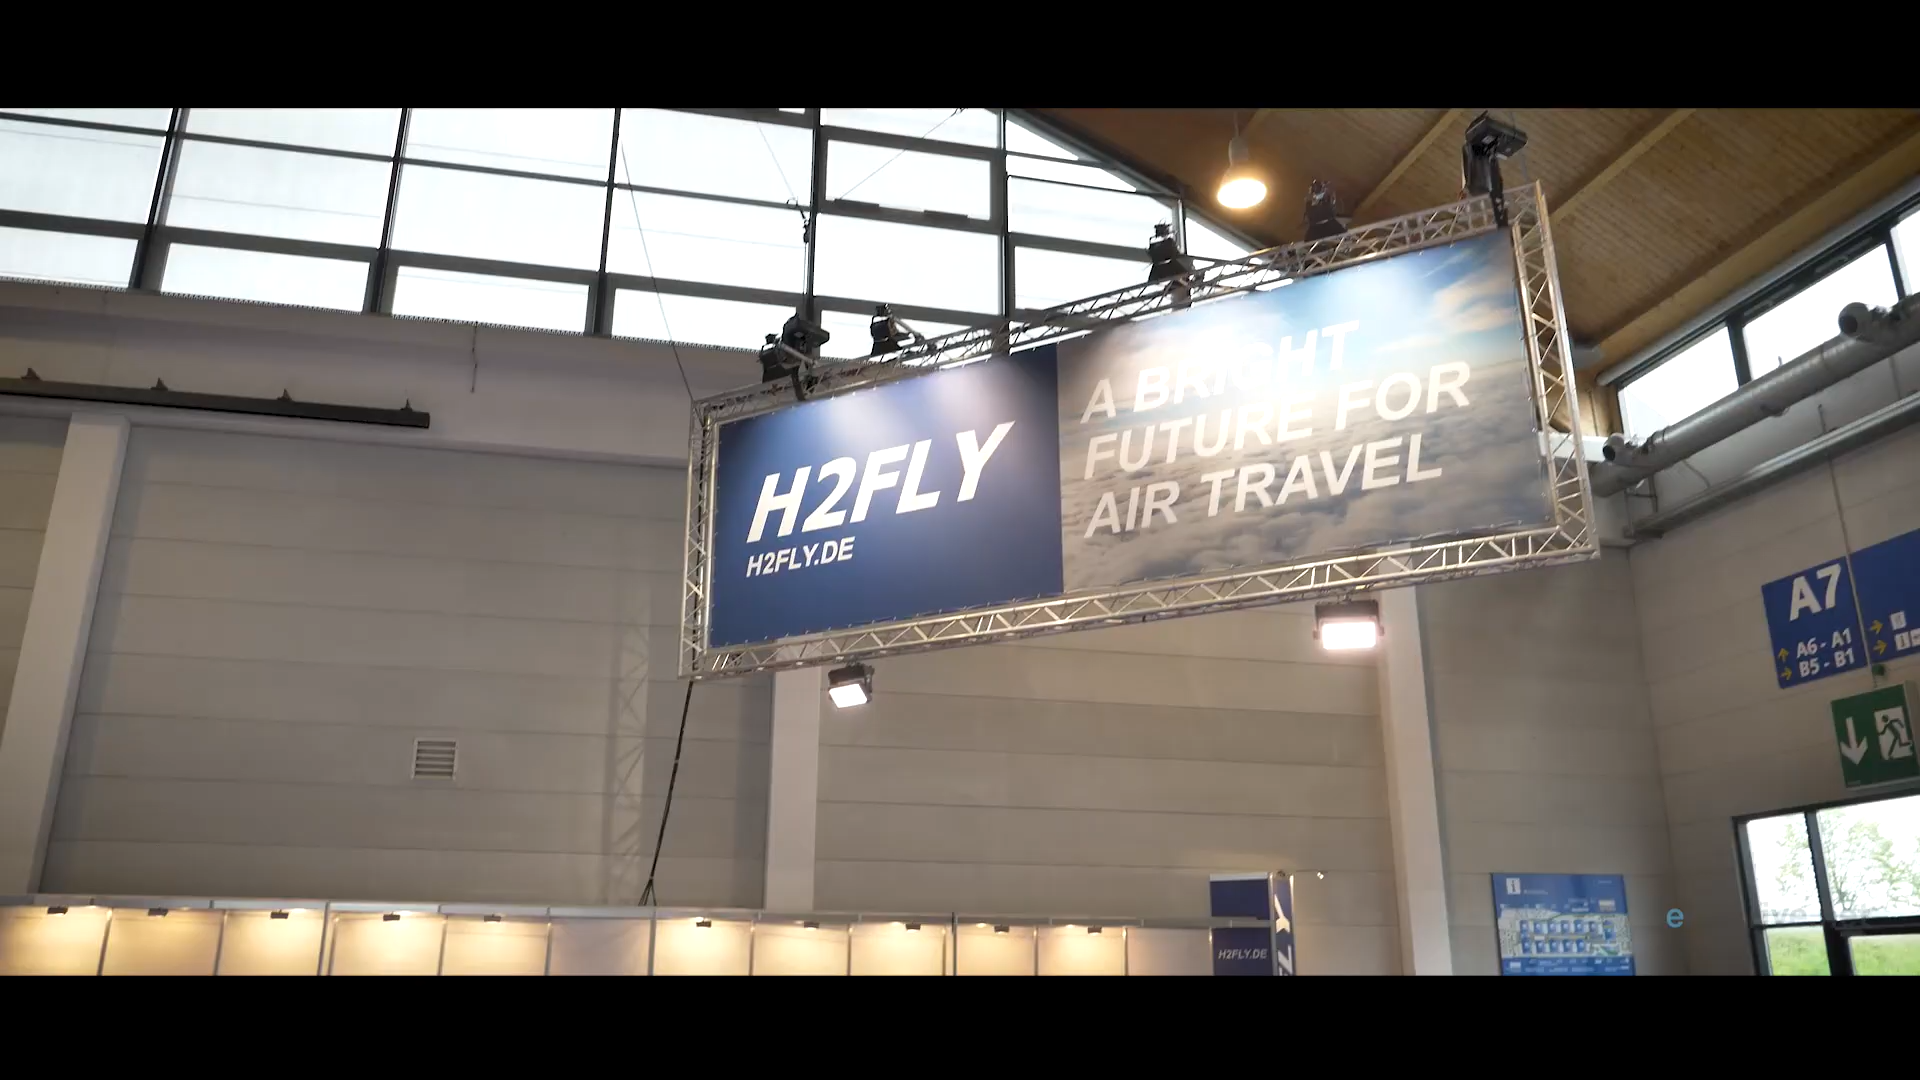 H2FLY
H2FLY.DE
A BRIGHT
FUTURE FOR
AIR TRAVEL
A7
A6 - A1
B5 - B1
i
H2FLY.DE
e